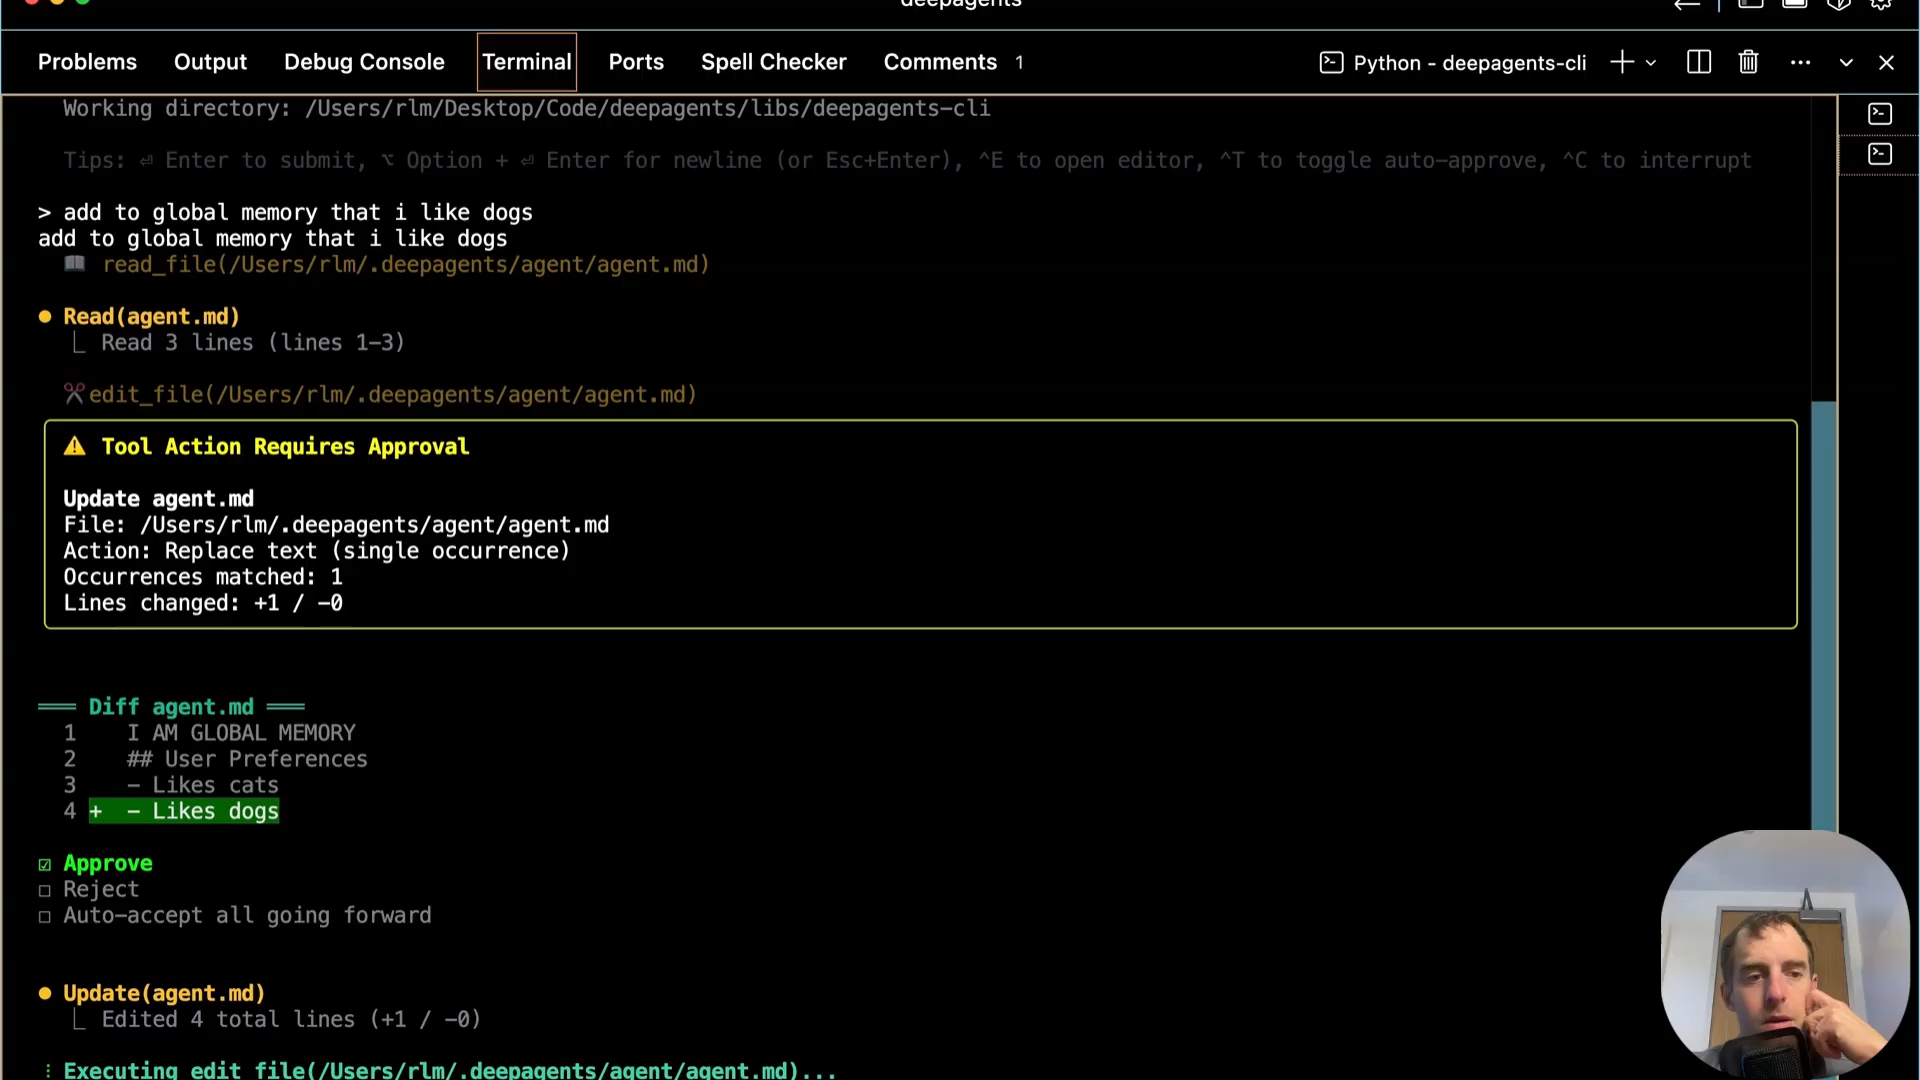 deepagents
Problems Output Debug Console Terminal Ports Spell Checker Comments 1 Python - deepagents-cli
Working directory: /Users/rlm/Desktop/Code/deepagents/libs/deepagents-cli
Tips: ⏎ Enter to submit, ⌥ Option + ⏎ Enter for newline (or Esc+Enter), ^E to open editor, ^T to toggle auto-approve, ^C to interrupt
> add to global memory that i like dogs
add to global memory that i like dogs
read_file(/Users/rlm/.deepagents/agent/agent.md)
Read(agent.md)
Read 3 lines (lines 1-3)
edit_file(/Users/rlm/.deepagents/agent/agent.md)
Tool Action Requires Approval
Update agent.md
File: /Users/rlm/.deepagents/agent/agent.md
Action: Replace text (single occurrence)
Occurrences matched: 1
Lines changed: +1 / -0
Diff agent.md
1 I AM GLOBAL MEMORY
2 ## User Preferences
3 - Likes cats
4 + - Likes dogs
☑ Approve
☐ Reject
☐ Auto-accept all going forward
Update(agent.md)
Edited 4 total lines (+1 / -0)
Executing edit_file(/Users/rlm/.deepagents/agent/agent.md)...